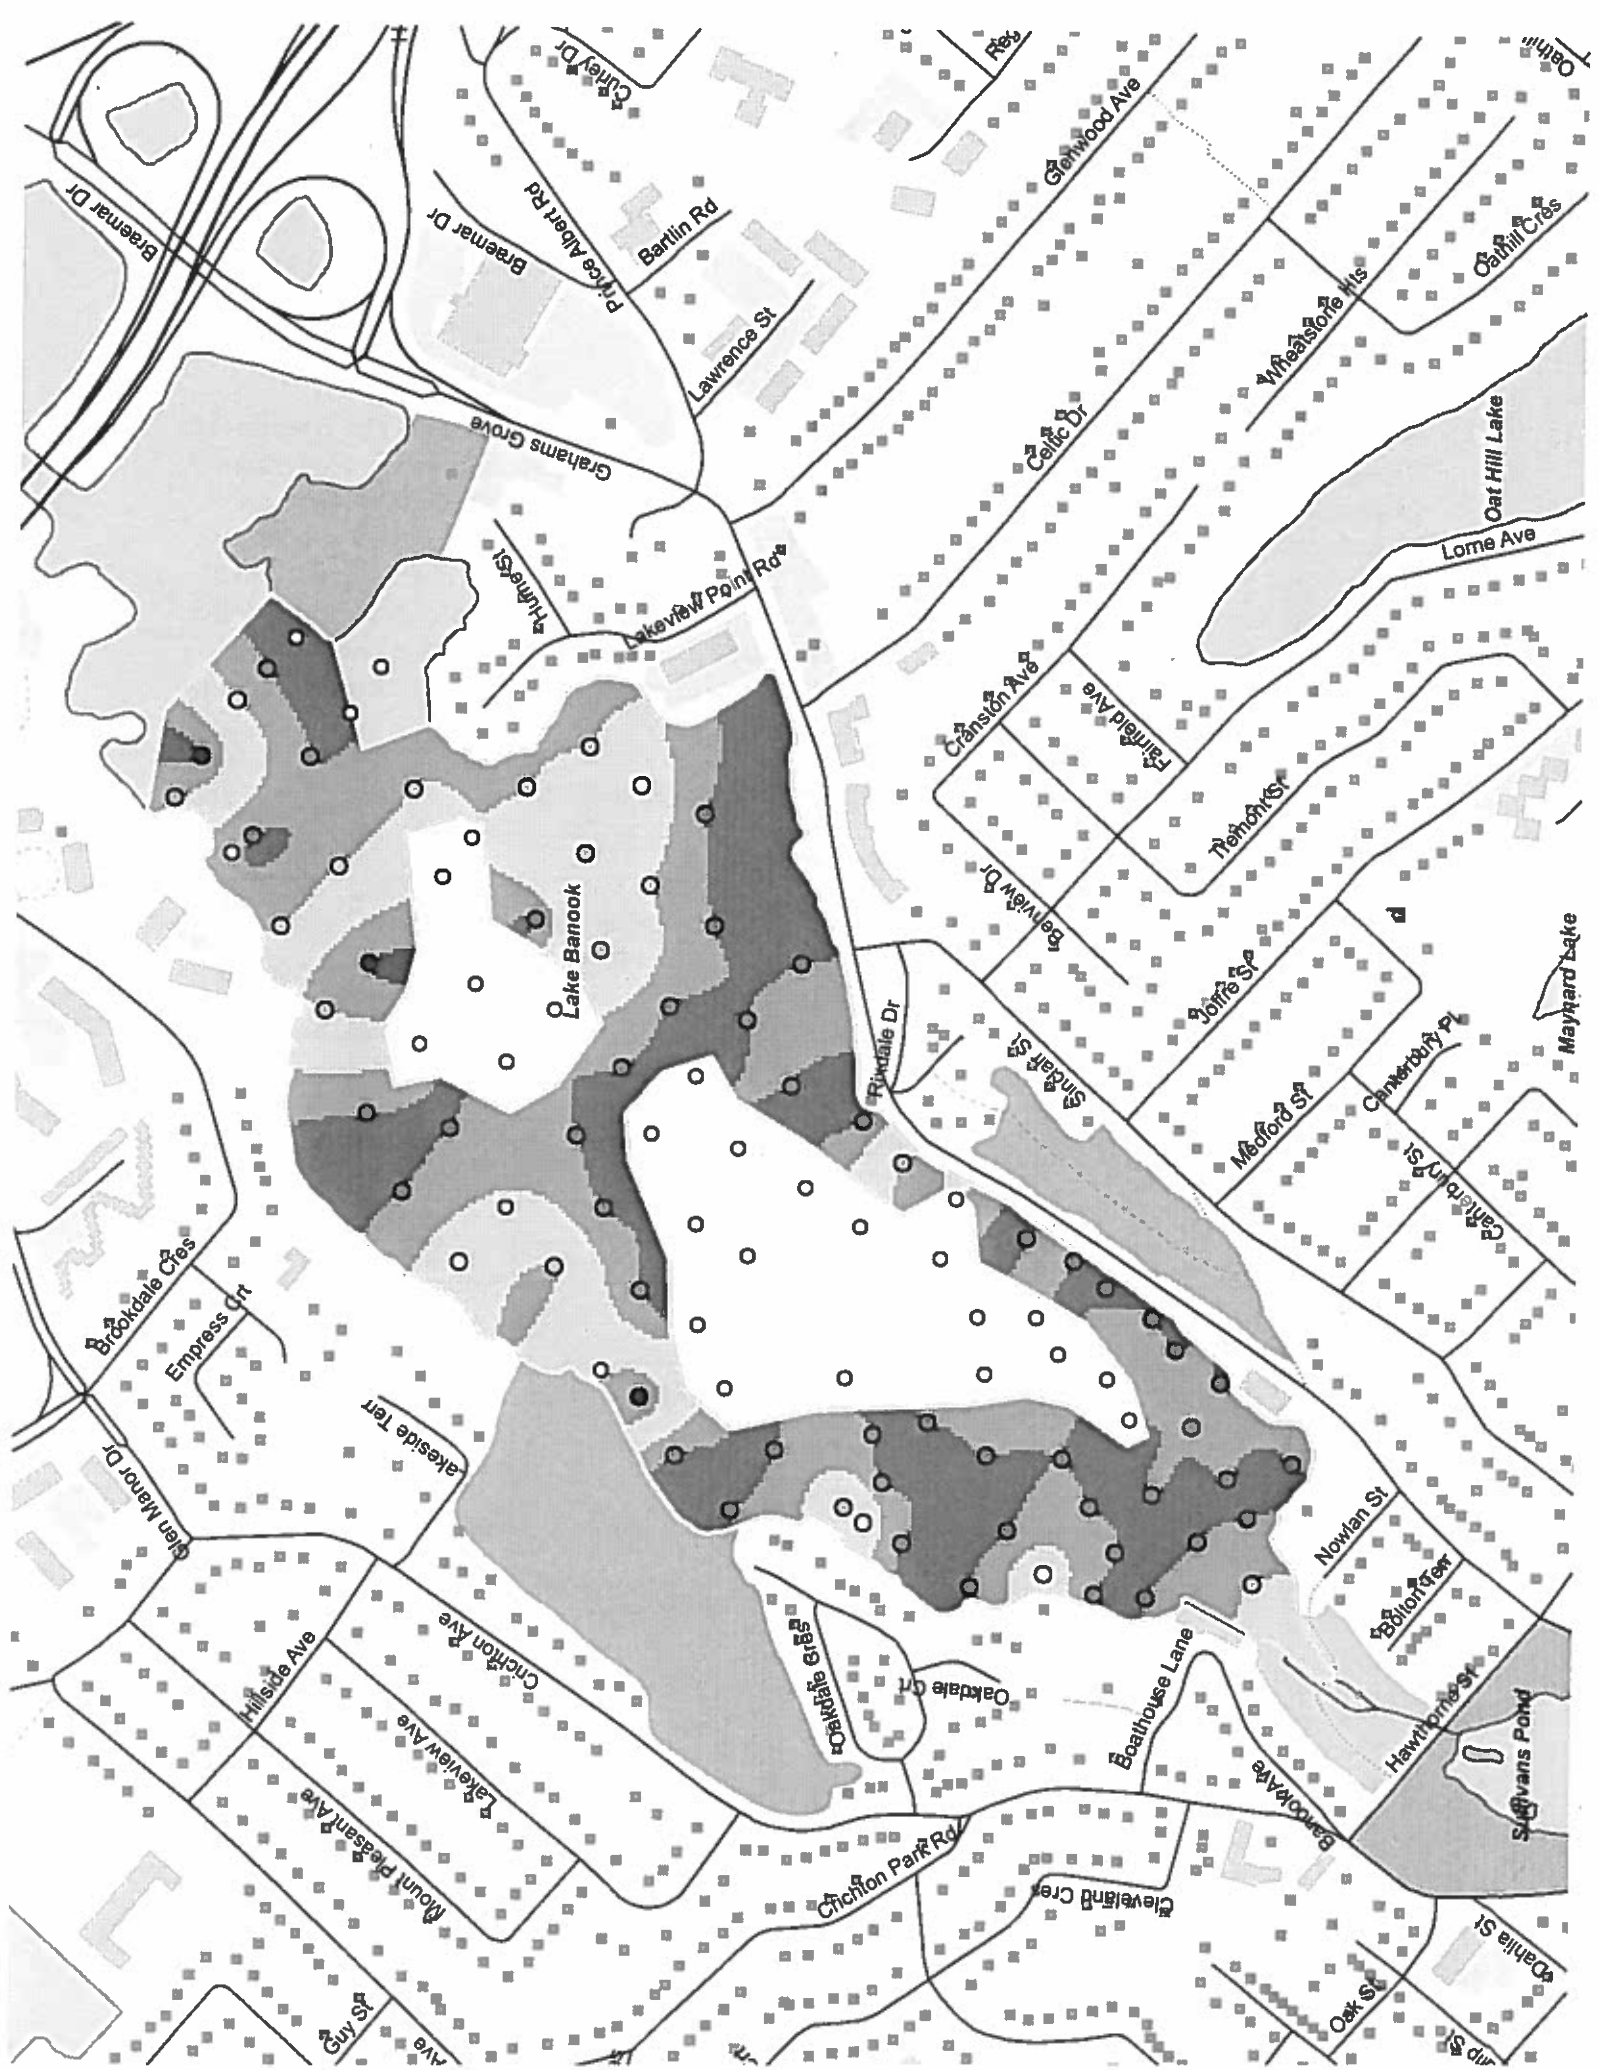 Curley Dr
Reg
Oathill
Glenwood Ave
Braemar Dr
Braemar Dr
Prince Albert Rd
Bartlin Rd
Oathill Cres
Wheatstone Hts
Lawrence St
Grahams Grove
Celtic Dr
Oat Hill Lake
Lorne Ave
Hume St
Lakeview Point Rd
Cranston Ave
Fairfield Ave
Tremont St
Benview Dr
Lake Banook
Joffre St
Maynard Lake
Rixdale Dr
Sinclair St
Canterbury Pl
Medford St
Canterbury St
Brookdale Cres
Empress Crt
Lakeside Terr
Glen Manor Dr
Nowlan St
Bolton Terr
Crichton Ave
Hillside Ave
Oakdale Cres
Oakdale Crt
Boathouse Lane
Hawthorne St
Sullivans Pond
Lakeview Ave
Banook Ave
Mount Pleasant Ave
Crichton Park Rd
Cleveland Cres
Dahlia St
Oak St
Guy St
Ave